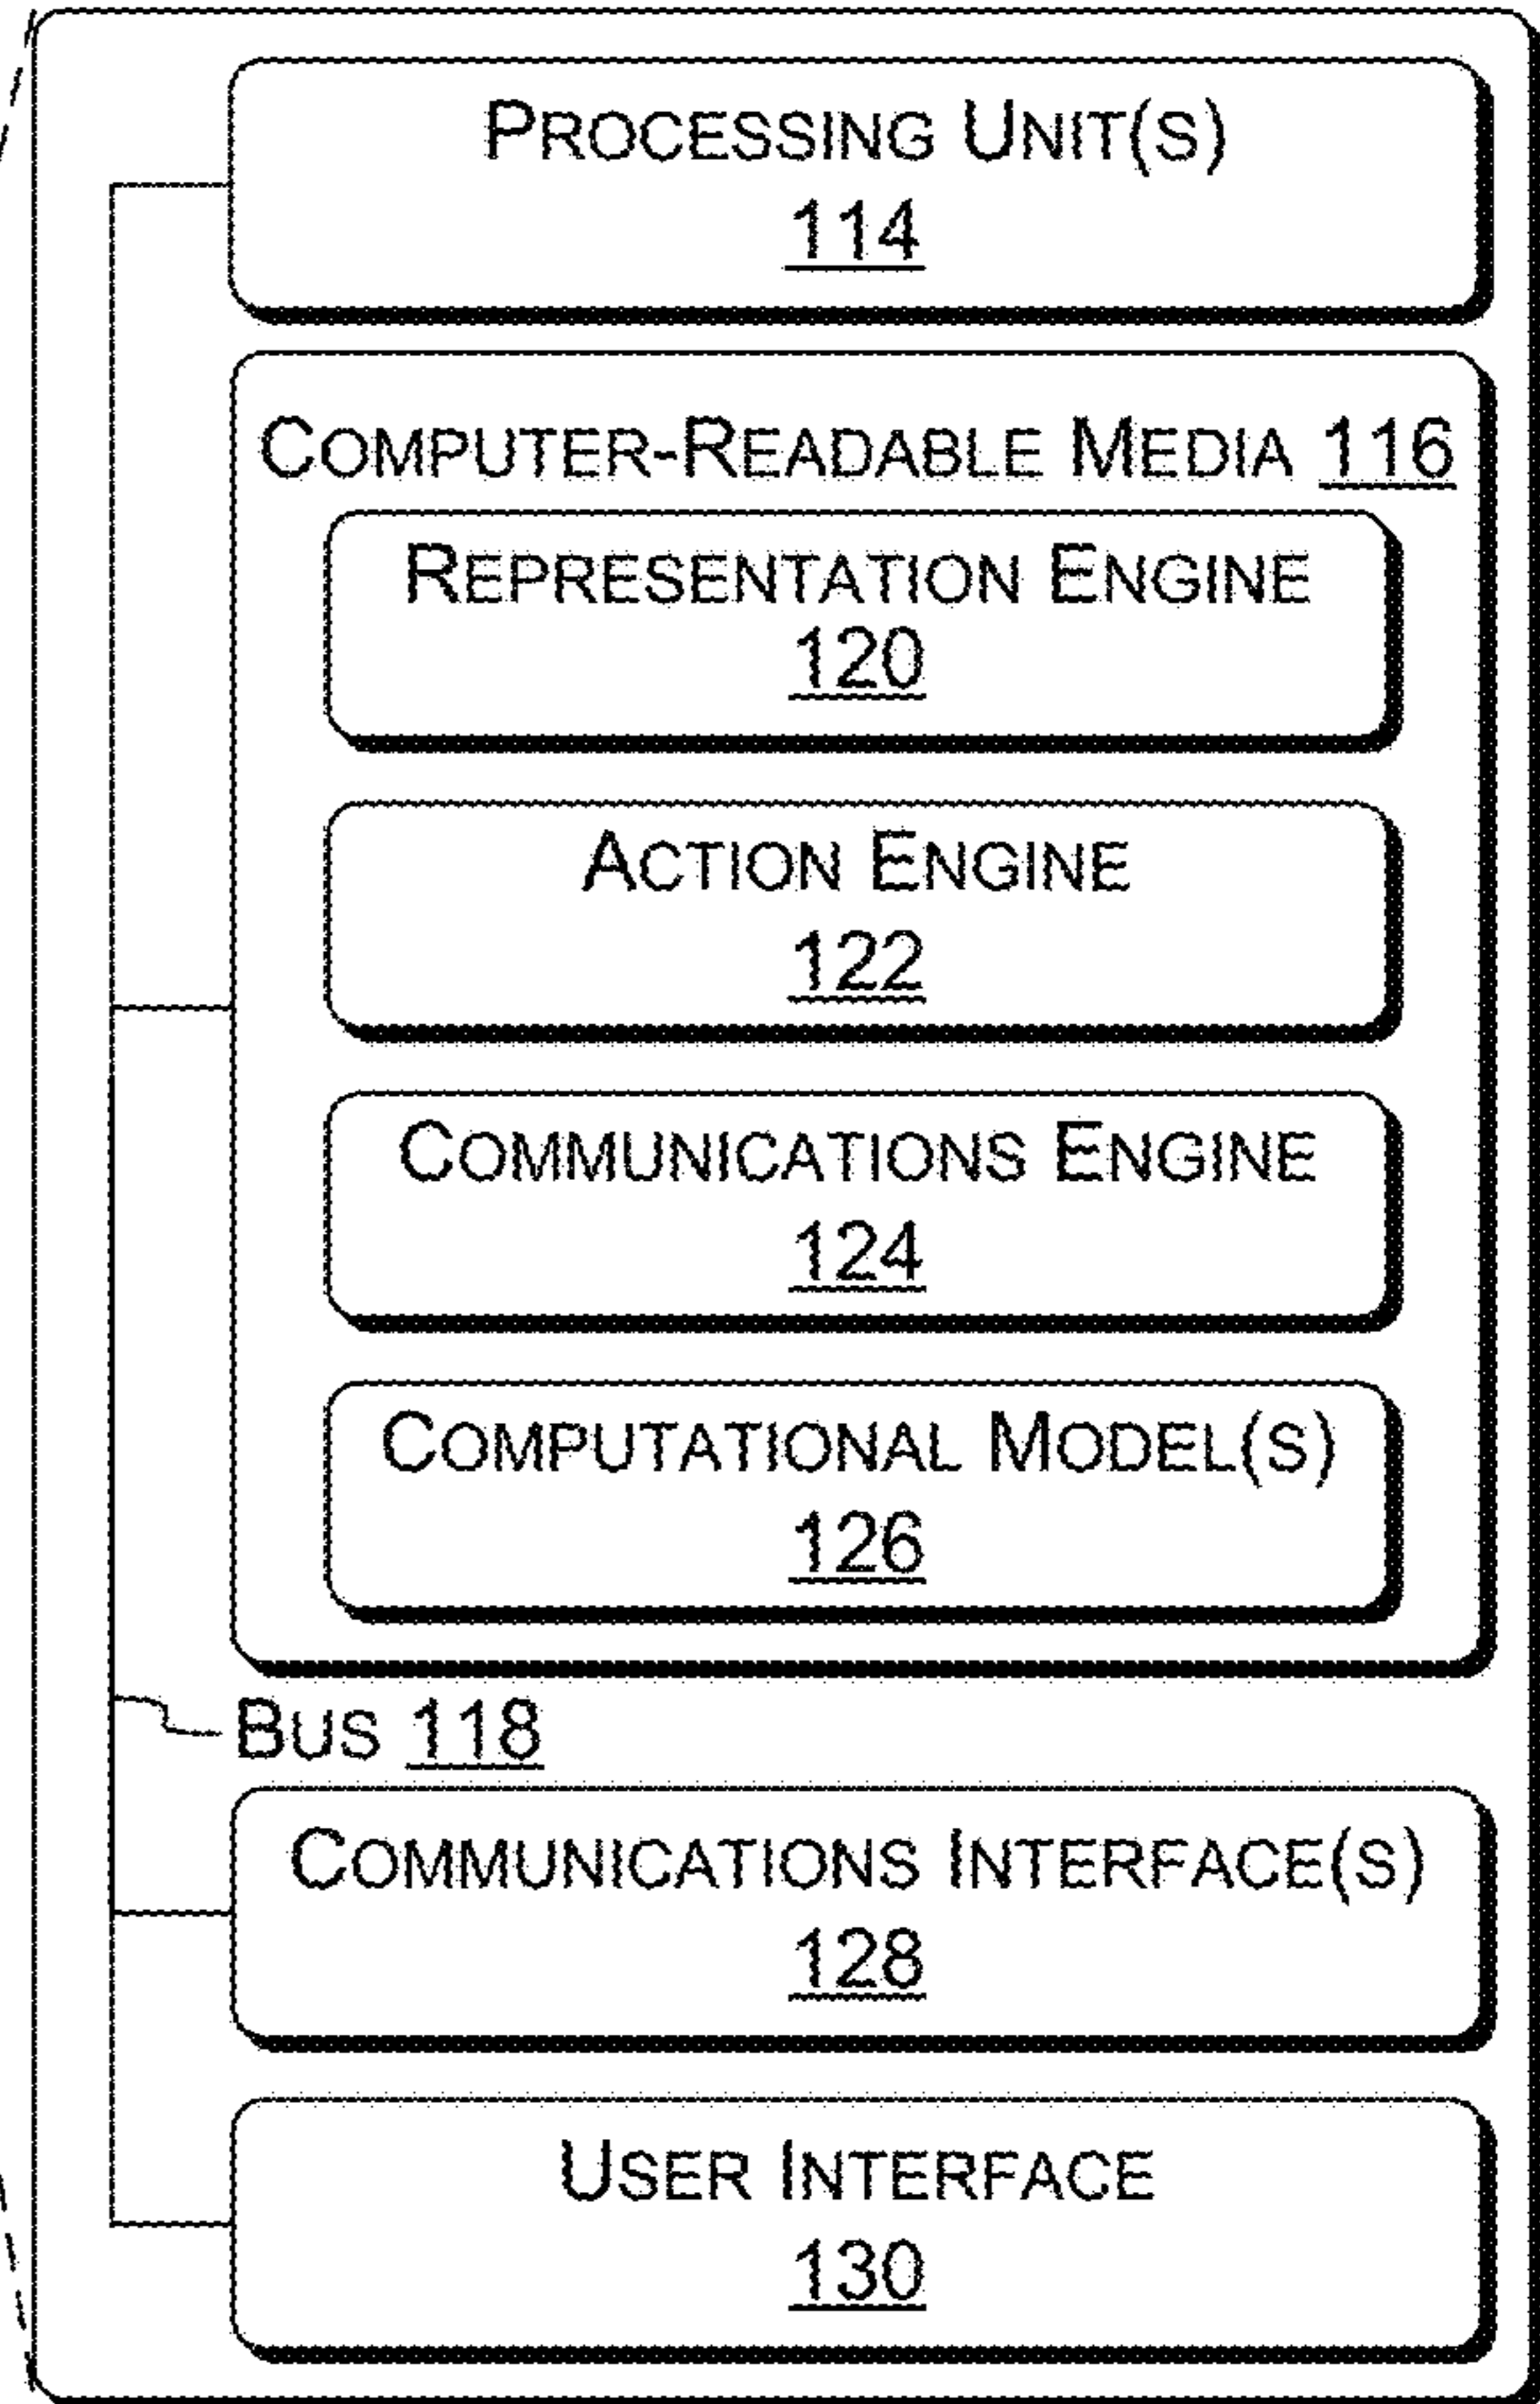 PROCESSING UNIT(S)
114
COMPUTER-READABLE MEDIA 116
REPRESENTATION ENGINE
120
ACTION ENGINE
122
COMMUNICATIONS ENGINE
124
COMPUTATIONAL MODEL(S)
126
BUS 118
COMMUNICATIONS INTERFACE(S)
128
USER INTERFACE
130